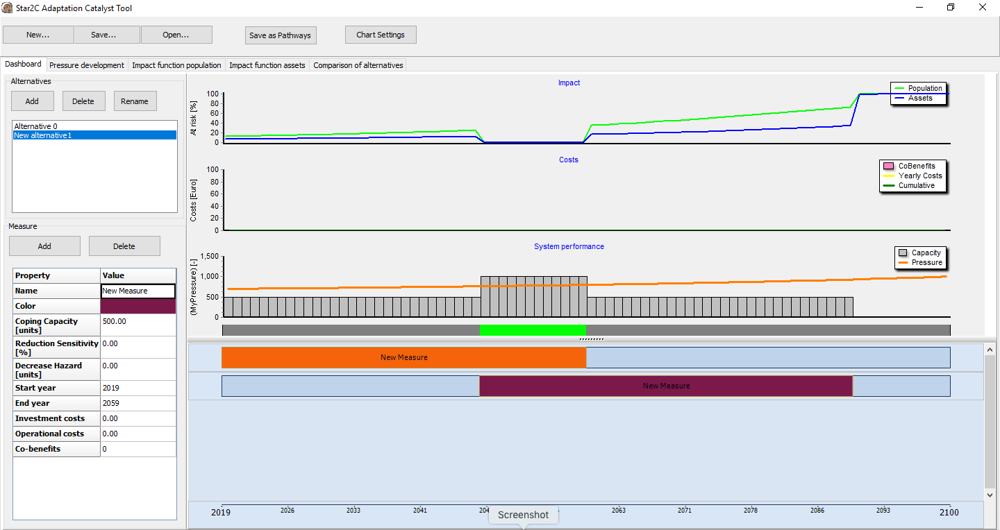 Star2C Adaptation Catalyst Tool
New...
Save...
Open...
Save as Pathways
Chart Settings
Dashboard
Pressure development
Impact function population
Impact function assets
Comparison of alternatives
Alternatives
Add
Delete
Rename
Alternative 0
New alternative1
Measure
Add
Delete
Property Value
Name New Measure
Color
Coping Capacity
[units]
500.00
Reduction Sensitivity
[%]
0.00
Decrease Hazard
[units]
0.00
Start year 2019
End year 2059
Investment costs 0.00
Operational costs 0.00
Co-benefits 0
Impact
At risk [%]
100
80
60
40
20
0
Population
Assets
Costs
Costs [Euro]
100
80
60
40
20
0
CoBenefits
Yearly Costs
Cumulative
System performance
(MyPressure) [-]
1,500
1,000
500
0
Capacity
Pressure
New Measure
New Measure
2019 2026 2033 2041 2063 2071 2078 2086 2093 2100
Screenshot